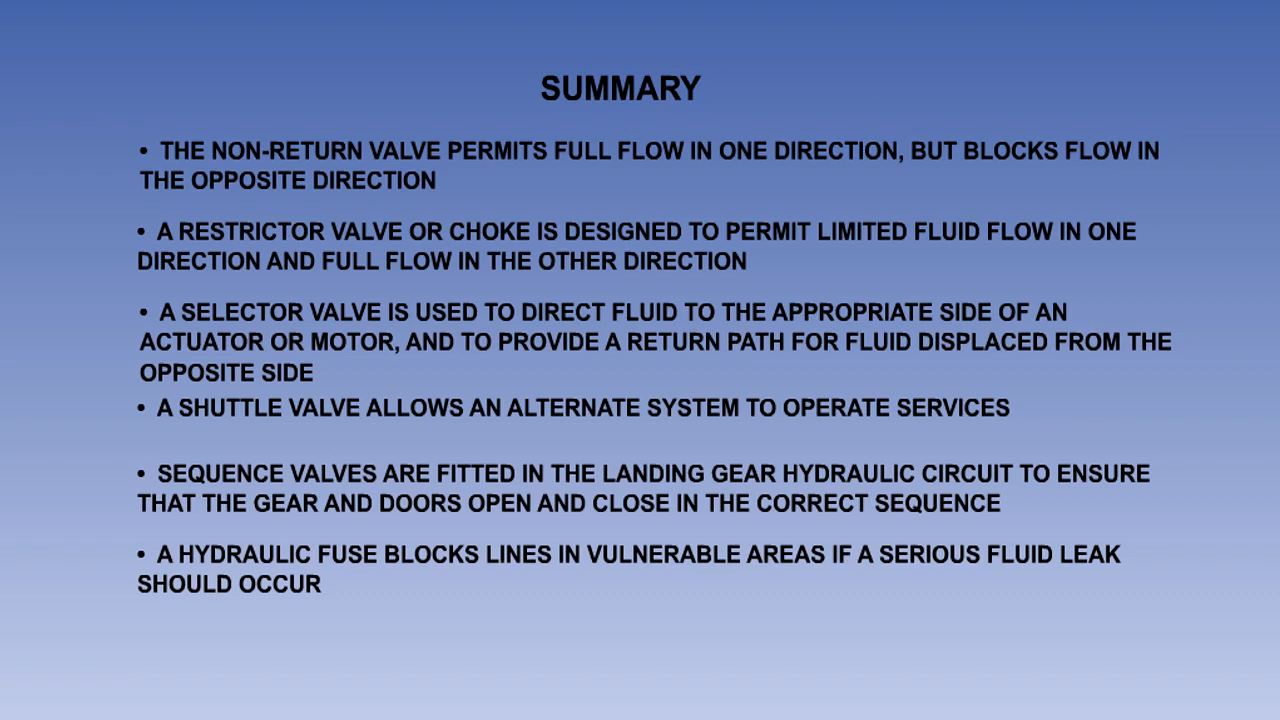 SUMMARY
• THE NON-RETURN VALVE PERMITS FULL FLOW IN ONE DIRECTION, BUT BLOCKS FLOW IN
THE OPPOSITE DIRECTION
• A RESTRICTOR VALVE OR CHOKE IS DESIGNED TO PERMIT LIMITED FLUID FLOW IN ONE
DIRECTION AND FULL FLOW IN THE OTHER DIRECTION
• A SELECTOR VALVE IS USED TO DIRECT FLUID TO THE APPROPRIATE SIDE OF AN
ACTUATOR OR MOTOR, AND TO PROVIDE A RETURN PATH FOR FLUID DISPLACED FROM THE
OPPOSITE SIDE
• A SHUTTLE VALVE ALLOWS AN ALTERNATE SYSTEM TO OPERATE SERVICES
• SEQUENCE VALVES ARE FITTED IN THE LANDING GEAR HYDRAULIC CIRCUIT TO ENSURE
THAT THE GEAR AND DOORS OPEN AND CLOSE IN THE CORRECT SEQUENCE
• A HYDRAULIC FUSE BLOCKS LINES IN VULNERABLE AREAS IF A SERIOUS FLUID LEAK
SHOULD OCCUR